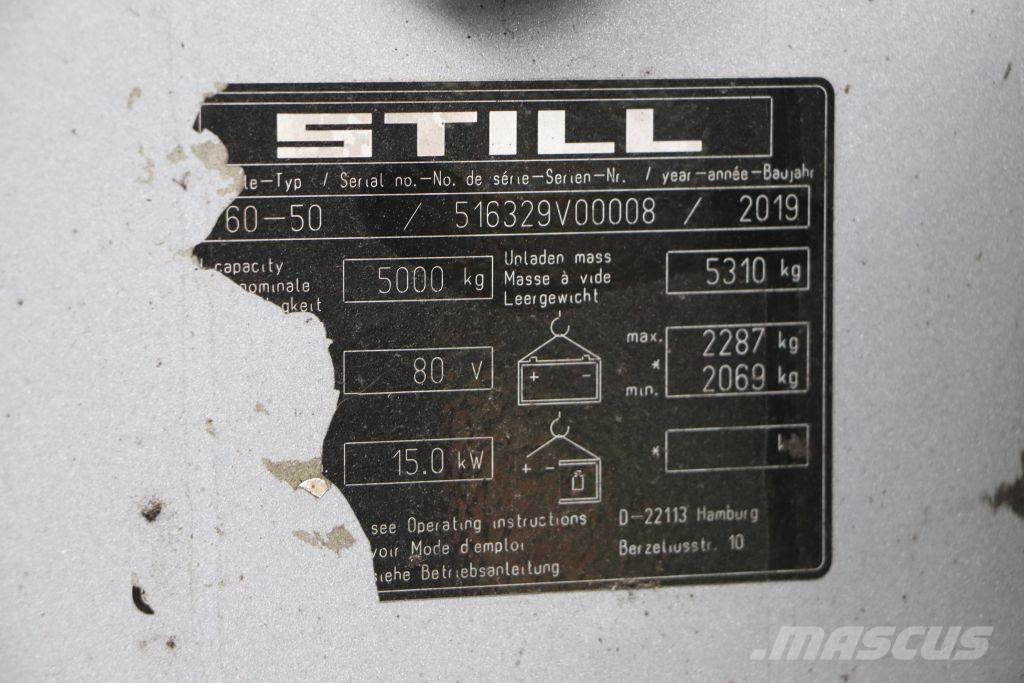 STILL
le-Typ / Serial no.-No. de série-Serien-Nr. / year-année-Baujahr
60-50 / 516329V00008 / 2019
capacity
nominale
gkeit
5000 kg
Unladen mass
Masse à vide
Leergewicht
5310 kg
80 V
+ -
max. 2287 kg
*
min. 2069 kg
15.0 kW
+ -
* kg
see Operating instructions
voir Mode d'emploi
siehe Betriebsanleitung
D-22113 Hamburg
Berzeliusstr. 10
MASCUS